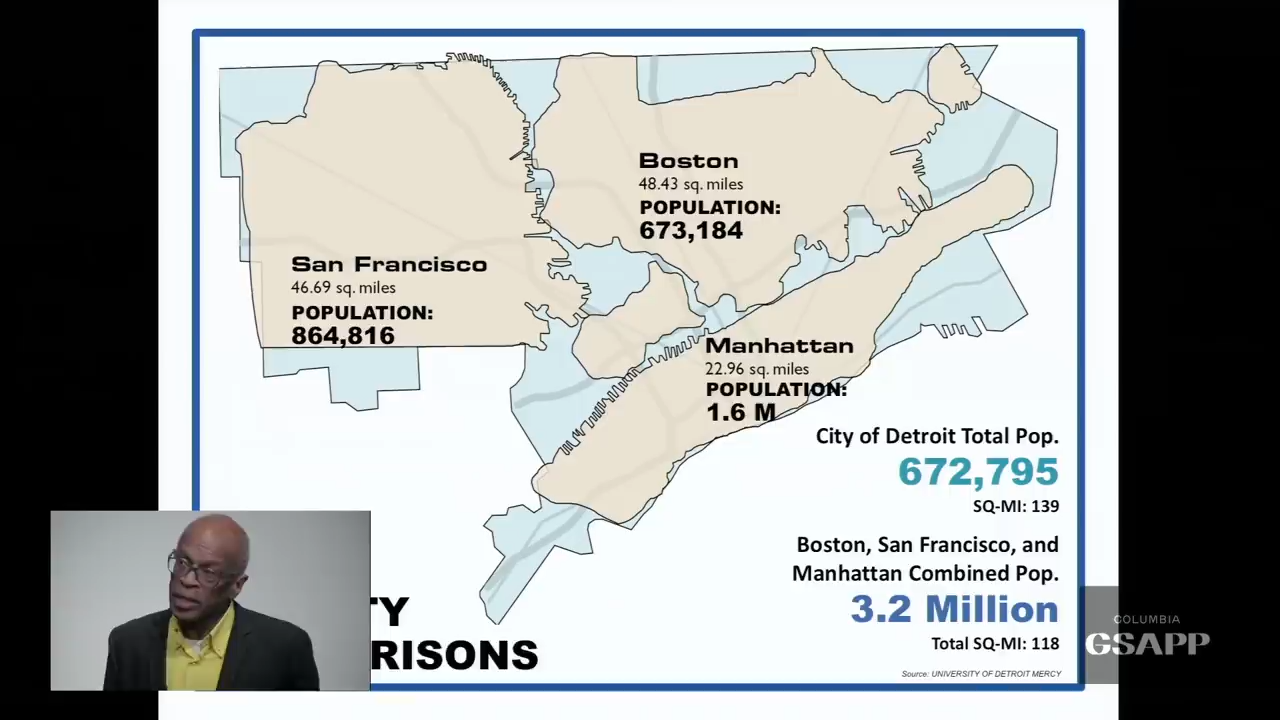 Boston
48.43 sq. miles
POPULATION:
673,184
San Francisco
46.69 sq. miles
POPULATION:
864,816
Manhattan
22.96 sq. miles
POPULATION:
1.6 M
City of Detroit Total Pop.
672,795
SQ-MI: 139
Boston, San Francisco, and
Manhattan Combined Pop.
3.2 Million
Total SQ-MI: 118
TY
RISONS
Source: UNIVERSITY OF DETROIT MERCY
COLUMBIA
GSAPP